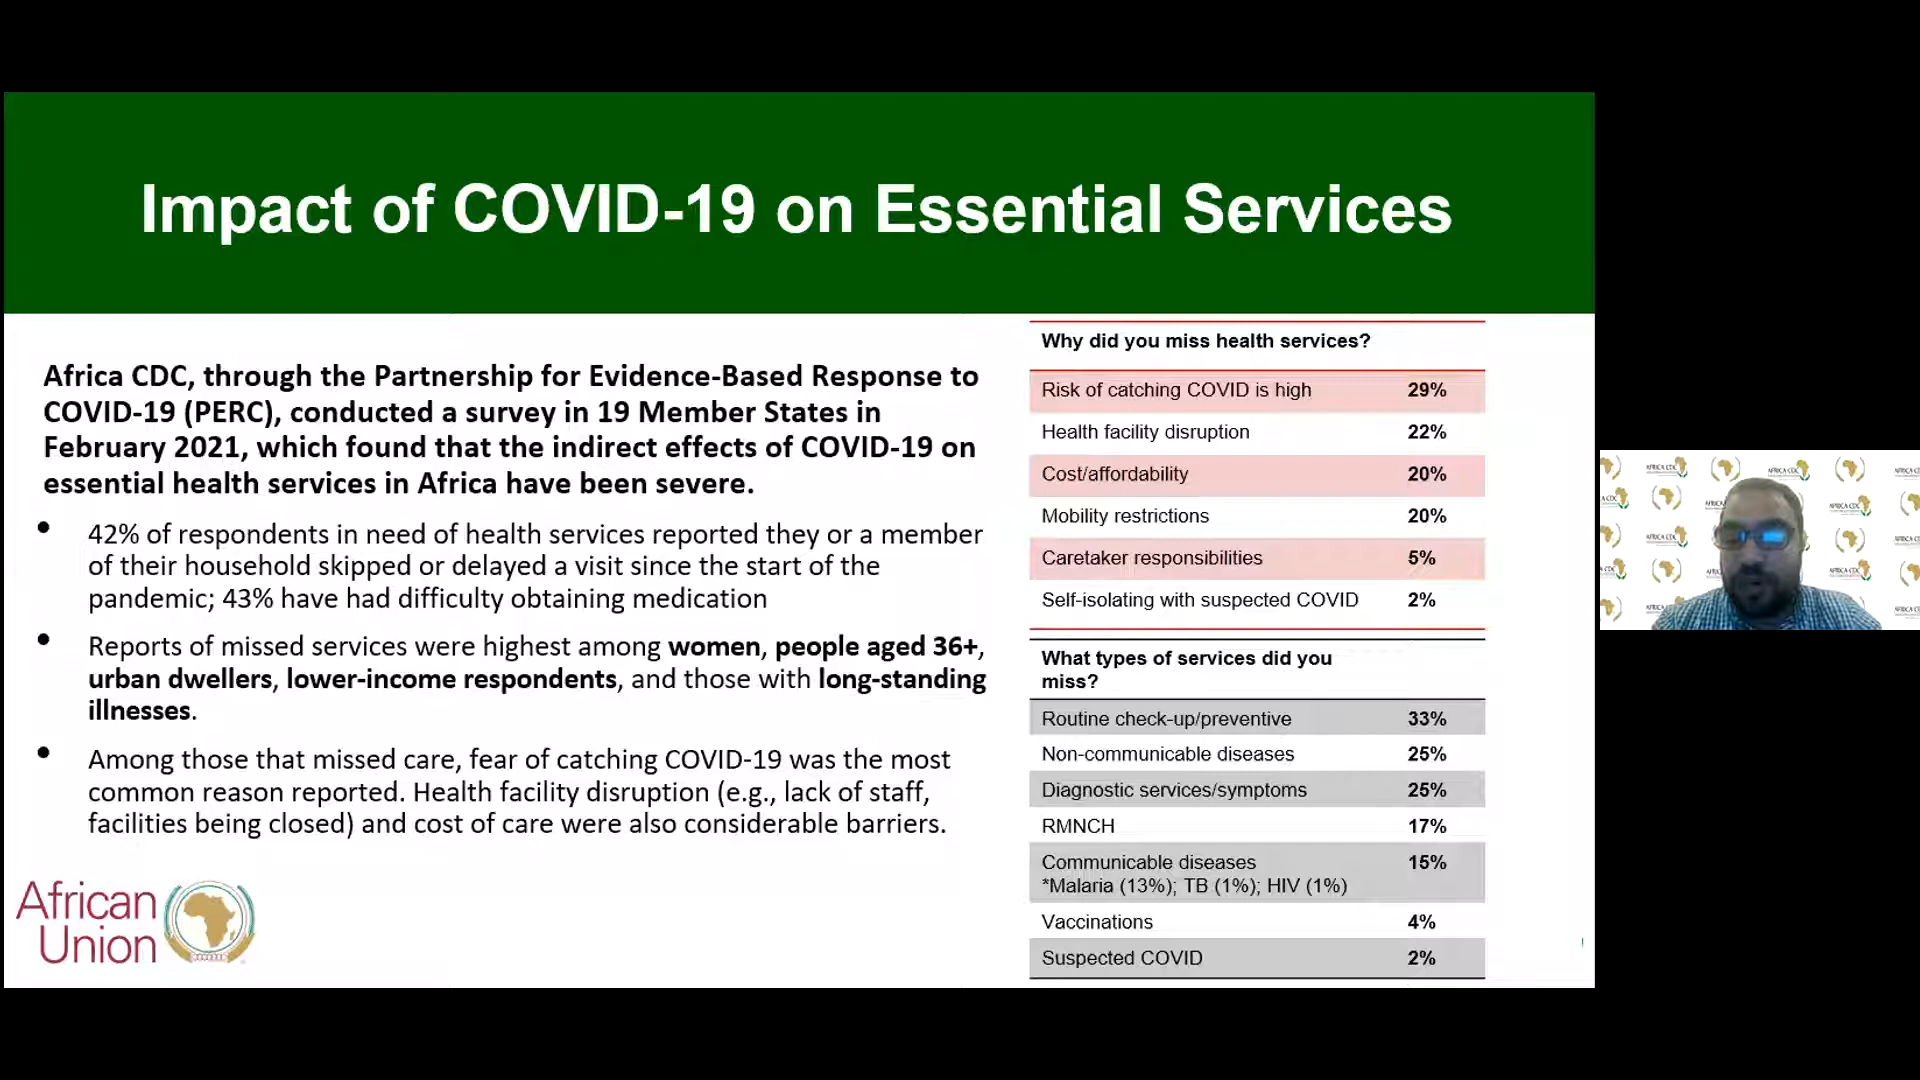 Impact of COVID-19 on Essential Services
Africa CDC, through the Partnership for Evidence-Based Response to
COVID-19 (PERC), conducted a survey in 19 Member States in
February 2021, which found that the indirect effects of COVID-19 on
essential health services in Africa have been severe.
• 42% of respondents in need of health services reported they or a member
of their household skipped or delayed a visit since the start of the
pandemic; 43% have had difficulty obtaining medication
• Reports of missed services were highest among women, people aged 36+,
urban dwellers, lower-income respondents, and those with long-standing
illnesses.
• Among those that missed care, fear of catching COVID-19 was the most
common reason reported. Health facility disruption (e.g., lack of staff,
facilities being closed) and cost of care were also considerable barriers.
African
Union
Why did you miss health services?
Risk of catching COVID is high 29%
Health facility disruption 22%
Cost/affordability 20%
Mobility restrictions 20%
Caretaker responsibilities 5%
Self-isolating with suspected COVID 2%
What types of services did you
miss?
Routine check-up/preventive 33%
Non-communicable diseases 25%
Diagnostic services/symptoms 25%
RMNCH 17%
Communicable diseases 15%
*Malaria (13%); TB (1%); HIV (1%)
Vaccinations 4%
Suspected COVID 2%
AFRICA CDC